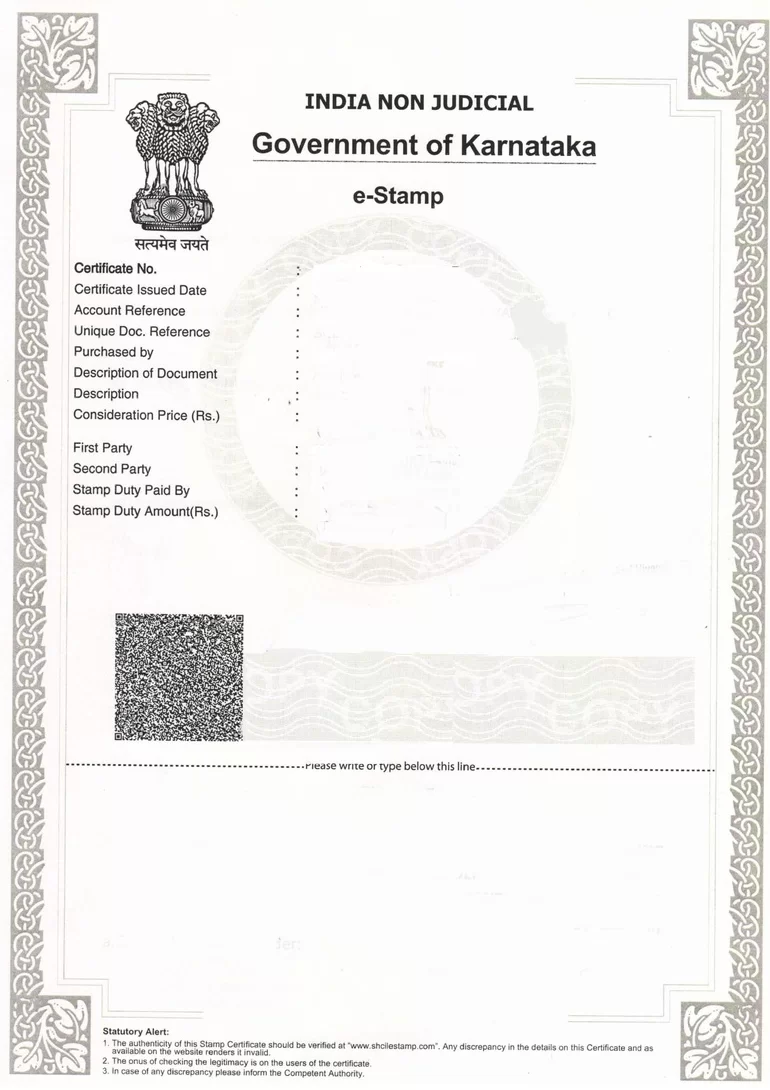 INDIA NON JUDICIAL
Government of Karnataka
e-Stamp
सत्यमेव जयते
Certificate No. :
Certificate Issued Date :
Account Reference :
Unique Doc. Reference :
Purchased by :
Description of Document :
Description :
Consideration Price (Rs.) :
First Party :
Second Party :
Stamp Duty Paid By :
Stamp Duty Amount(Rs.) :
COPY COPY
COPY COPY
Please write or type below this line
Statutory Alert:
1. The authenticity of this Stamp Certificate should be verified at "www.shcilestamp.com". Any discrepancy in the details on this Certificate and as
available on the website renders it invalid.
2. The onus of checking the legitimacy is on the users of the certificate.
3. In case of any discrepancy please inform the Competent Authority.